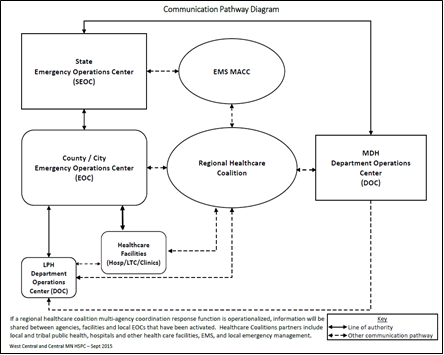 Communication Pathway Diagram
State
Emergency Operations Center
(SEOC)
EMS MACC
County / City
Emergency Operations Center
(EOC)
Regional Healthcare
Coalition
MDH
Department Operations
Center
(DOC)
Healthcare
Facilities
(Hosp/LTC/Clinics)
LPH
Department
Operations
Center (DOC)
If a regional healthcare coalition multi-agency coordination response function is operationalized, information will be
shared between agencies, facilities and local EOCs that have been activated. Healthcare Coalitions partners include
local and tribal public health, hospitals and other health care facilities, EMS, and local emergency management.
West Central and Central MN HSPC – Sept 2015
Key
Line of authority
Other communication pathway